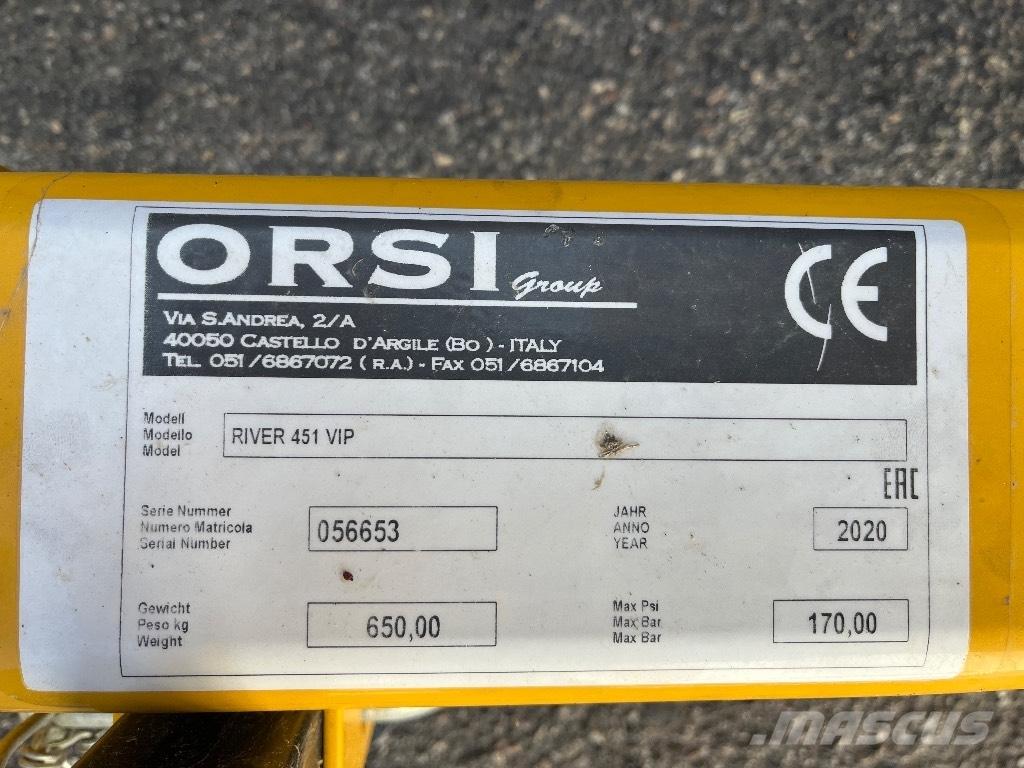 ORSI Group
CE
VIA S.ANDREA, 2/A
40050 CASTELLO D'ARGILE (BO ) - ITALY
TEL 051/6867072 ( R.A.) - FAX 051/6867104
Modell
Modello
Model
RIVER 451 VIP
EAC
Serie Nummer
Numero Matricola
Serial Number
056653
JAHR
ANNO
YEAR
2020
Gewicht
Peso kg
Weight
650,00
Max Psi
Max Bar
Max Bar
170,00
MASCUS